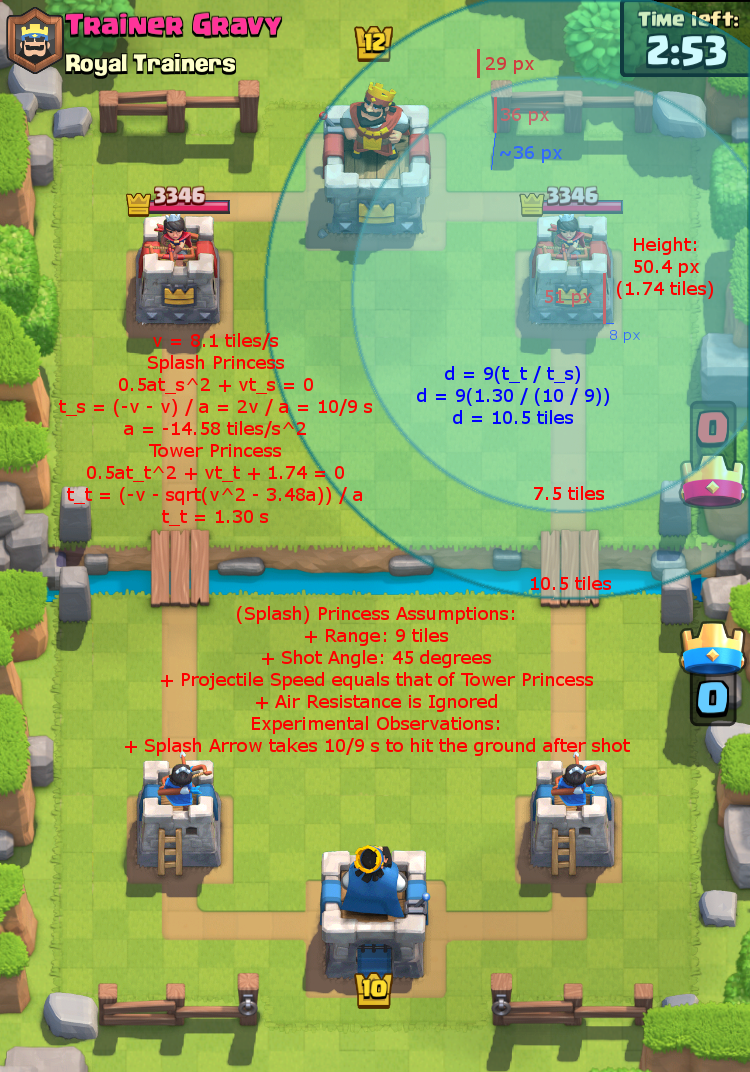 Trainer Gravy
Royal Trainers
12
Time left:
2:53
29 px
36 px
~36 px
3346
3346
Height:
50.4 px
(1.74 tiles)
51 px
8 px
v = 8.1 tiles/s
Splash Princess
0.5at_s^2 + vt_s = 0
t_s = (-v - v) / a = 2v / a = 10/9 s
a = -14.58 tiles/s^2
Tower Princess
0.5at_t^2 + vt_t + 1.74 = 0
t_t = (-v - sqrt(v^2 - 3.48a)) / a
t_t = 1.30 s
d = 9(t_t / t_s)
d = 9(1.30 / (10 / 9))
d = 10.5 tiles
0
7.5 tiles
10.5 tiles
(Splash) Princess Assumptions:
+ Range: 9 tiles
+ Shot Angle: 45 degrees
+ Projectile Speed equals that of Tower Princess
+ Air Resistance is Ignored
Experimental Observations:
+ Splash Arrow takes 10/9 s to hit the ground after shot
0
10